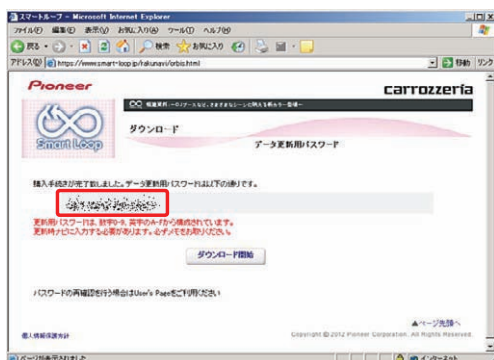 スマートループ - Microsoft Internet Explorer
ファイル(F) 編集(E) 表示(V) お気に入り(A) ツール(T) ヘルプ(H)
戻る 検索 お気に入り
アドレス(D) https://www.smart-loop.jp/rakunavi/orbis.html 移動 リンク
Pioneer carrozzeria
Smart Loop
ダウンロード
データ更新用パスワード
購入手続きが完了致しました。データ更新用パスワードは以下の通りです。
更新用パスワードは、数字0-9、英字のA-Fから構成されています。
更新時ナビに入力する必要があります。必ずメモをお取りください。
ダウンロード開始
パスワードの再確認を行う場合はUser's Pageをご利用ください
▲ページ先頭へ
個人情報保護方針 Copyright © 2012 Pioneer Corporation. All Rights Reserved.
ページが表示されました インターネット